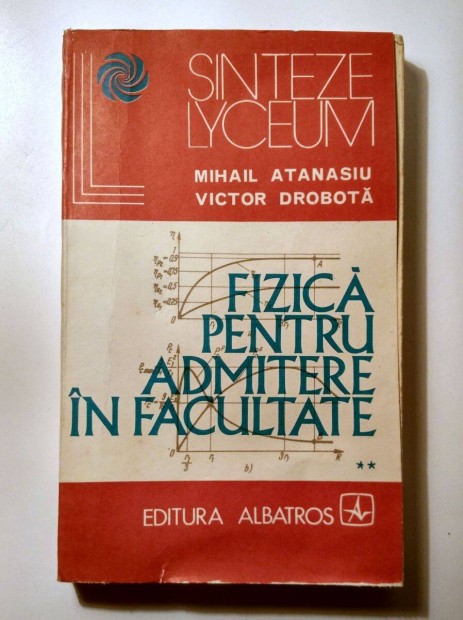 SINTEZE
LYCEUM
MIHAIL ATANASIU
VICTOR DROBOTĂ
FIZICĂ
PENTRU
ADMITERE
ÎN FACULTATE
**
b)
EDITURA ALBATROS